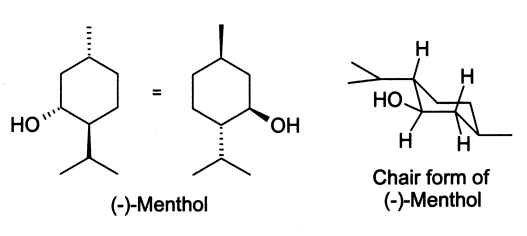 H
H
HO
HO = OH
H H
Chair form of
(-)-Menthol
(-)-Menthol